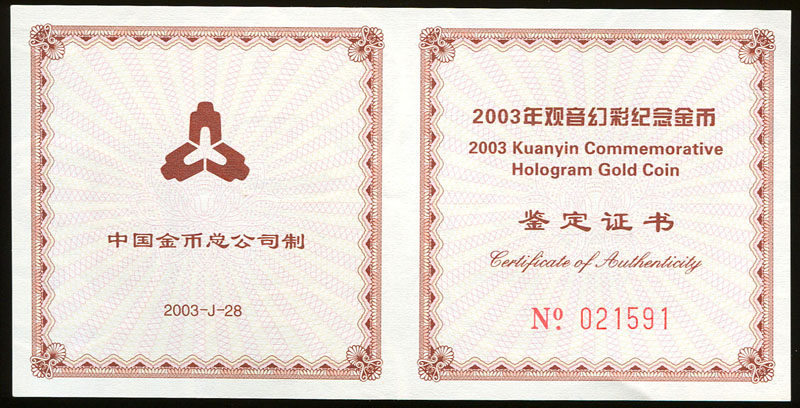 中国金币总公司制
2003-J-28
2003年观音幻彩纪念金币
2003 Kuanyin Commemorative
Hologram Gold Coin
鉴定证书
Certificate of Authenticity
Nº 021591